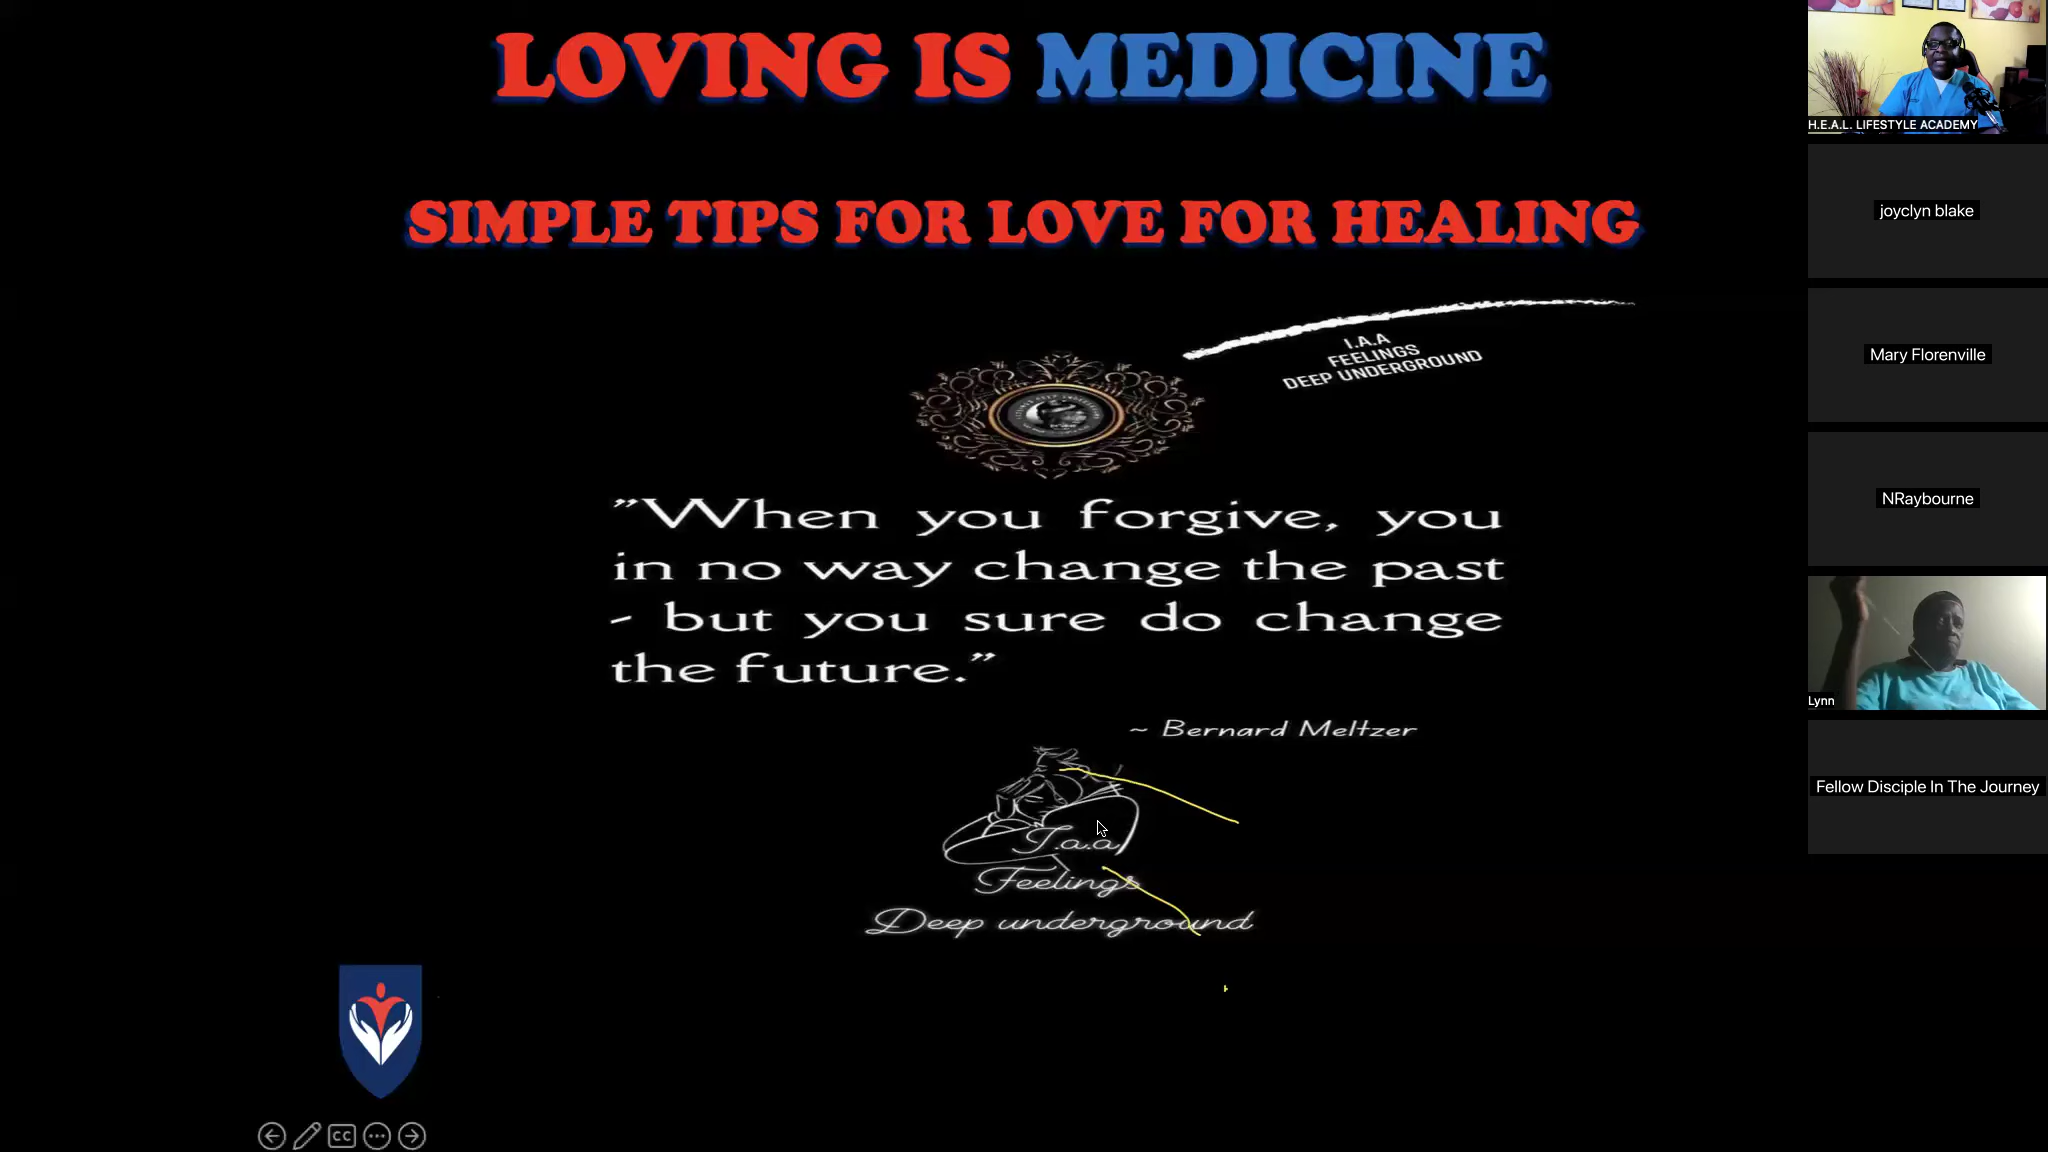 LOVING IS MEDICINE
SIMPLE TIPS FOR LOVE FOR HEALING
I.A.A
FEELINGS
DEEP UNDERGROUND
"When you forgive, you
in no way change the past
- but you sure do change
the future."
~ Bernard Meltzer
I.a.a
Feelings
Deep underground
CC
H.E.A.L. LIFESTYLE ACADEMY
joyclyn blake
Mary Florenville
NRaybourne
Lynn
Fellow Disciple In The Journey